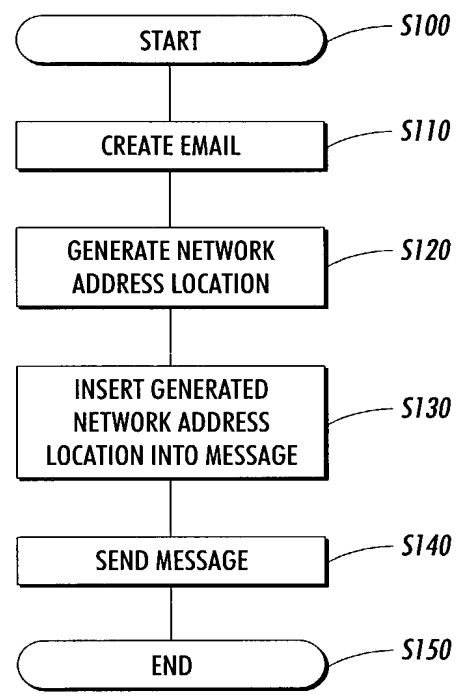 START
S100
CREATE EMAIL
S110
GENERATE NETWORK
ADDRESS LOCATION
S120
INSERT GENERATED
NETWORK ADDRESS
LOCATION INTO MESSAGE
S130
SEND MESSAGE
S140
END
S150